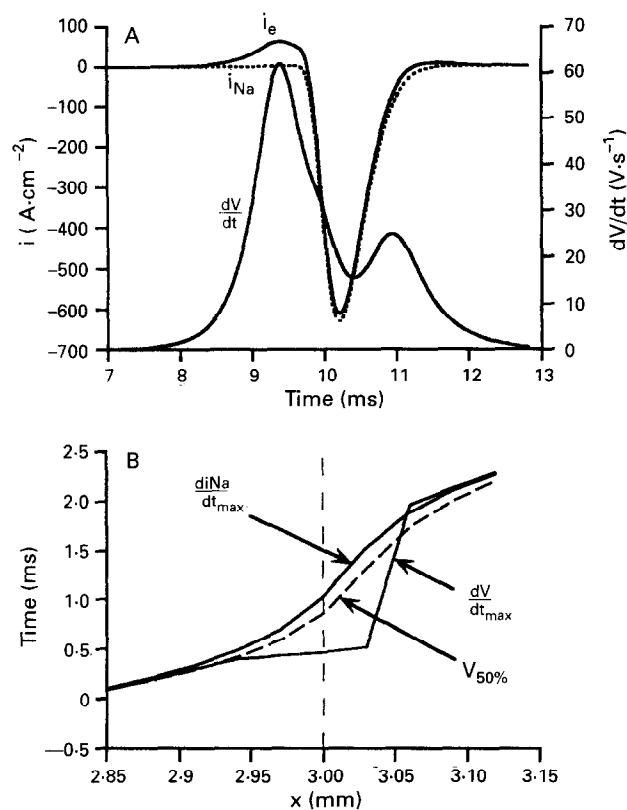 A
i_e
i_Na
dV/dt
i ( A·cm ⁻²)
100
0
−100
−200
−300
−400
−500
−600
−700
dV/dt (V·s⁻¹)
70
60
50
40
30
20
10
0
7 8 9 10 11 12 13
Time (ms)
B
diNa/dt_max
dV/dt_max
V_50%
Time (ms)
2·5
2·0
1·5
1·0
0·5
0
−0·5
2·85 2·9 2·95 3·00 3·05 3·10 3·15
x (mm)